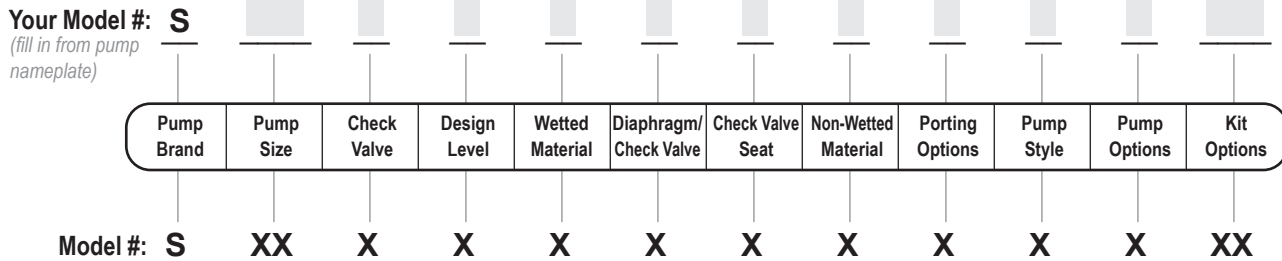 Your Model #: S
(fill in from pump
nameplate)
Pump Pump Check Design Wetted Diaphragm/ Check Valve Non-Wetted Porting Pump Pump Kit
Brand Size Valve Level Material Check Valve Seat Material Options Style Options Options
Model #: S XX X X X X X X X X X XX